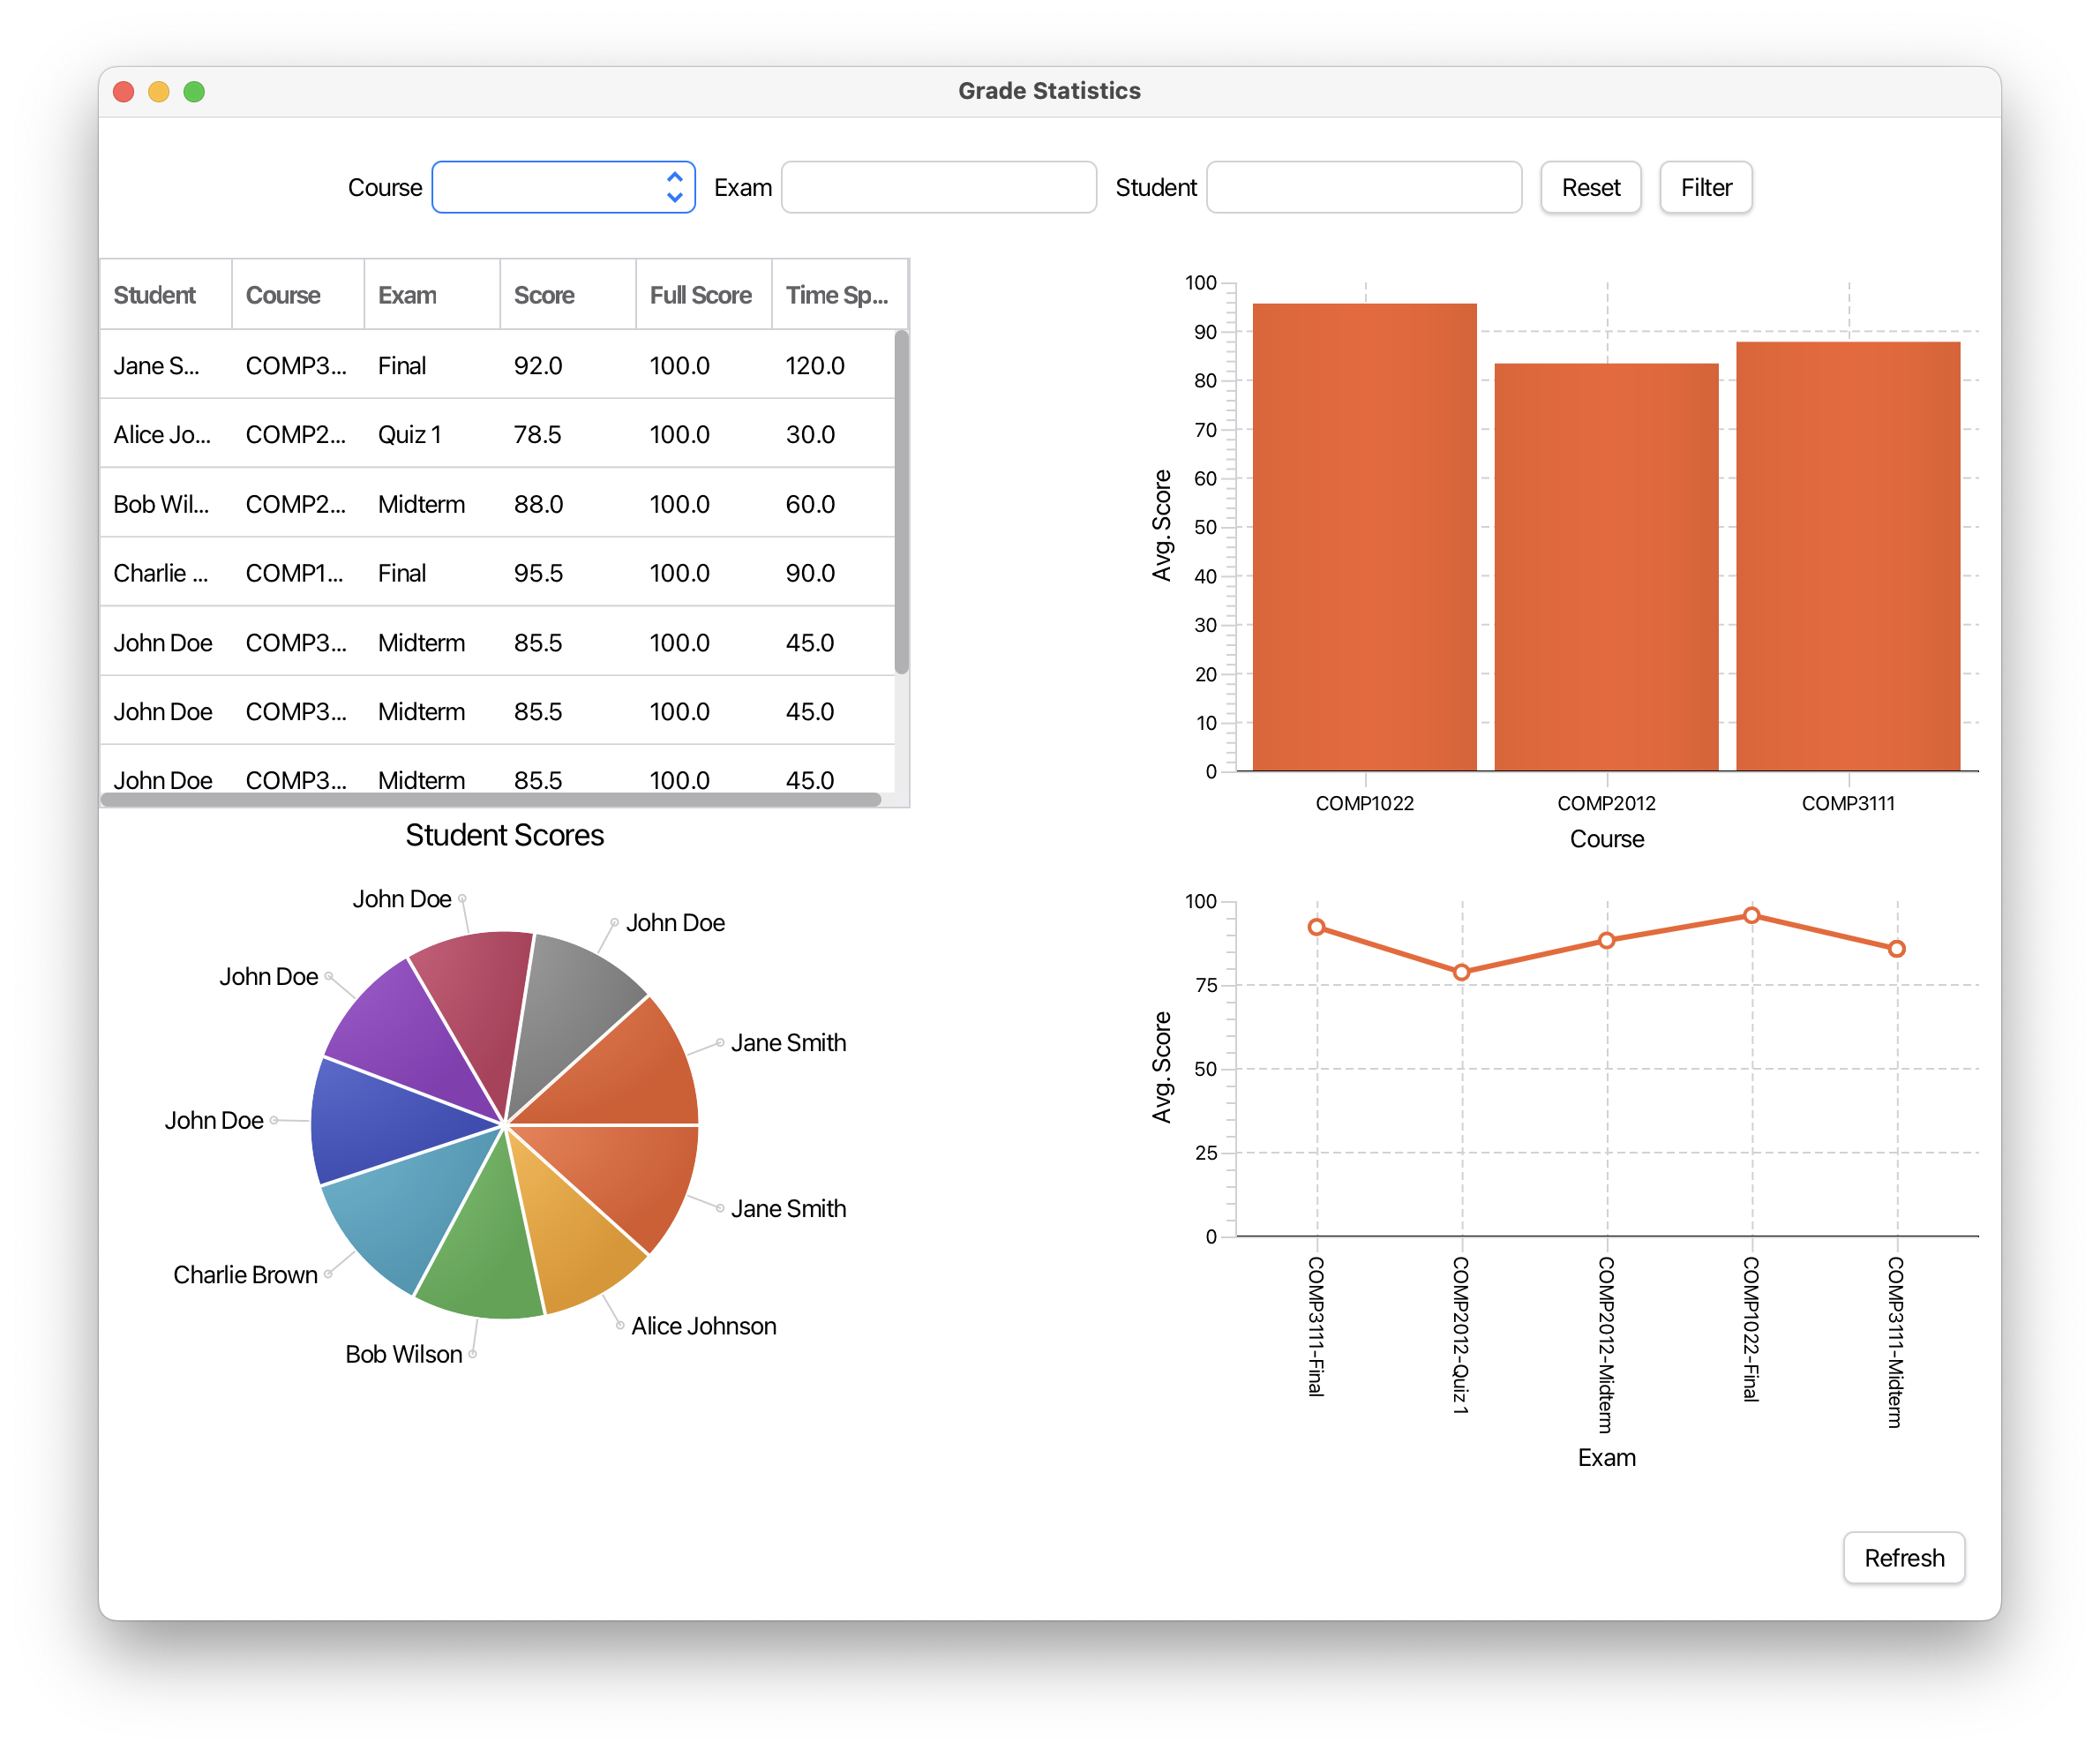 Grade Statistics
Course Exam Student Reset Filter
Student Course Exam Score Full Score Time Sp...
Jane S... COMP3... Final 92.0 100.0 120.0
Alice Jo... COMP2... Quiz 1 78.5 100.0 30.0
Bob Wil... COMP2... Midterm 88.0 100.0 60.0
Charlie ... COMP1... Final 95.5 100.0 90.0
John Doe COMP3... Midterm 85.5 100.0 45.0
John Doe COMP3... Midterm 85.5 100.0 45.0
John Doe COMP3... Midterm 85.5 100.0 45.0
100
90
80
70
60
50
40
30
20
10
0
Avg. Score
COMP1022 COMP2012 COMP3111
Course
Student Scores
John Doe
John Doe
John Doe
Jane Smith
John Doe
Jane Smith
Charlie Brown
Alice Johnson
Bob Wilson
100
75
50
25
0
Avg. Score
COMP3111-Final
COMP2012-Quiz 1
COMP2012-Midterm
COMP1022-Final
COMP3111-Midterm
Exam
Refresh